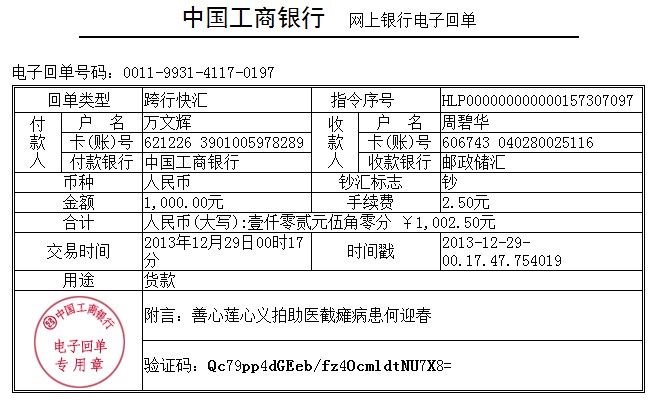 中国工商银行 网上银行电子回单
电子回单号码：0011-9931-4117-0197
回单类型 跨行快汇 指令序号 HLP000000000000157307097
付款人 户 名 万文辉 收款人 户 名 周碧华
卡(账)号 621226 3901005978289 卡(账)号 606743 040280025116
付款银行 中国工商银行 收款银行 邮政储汇
币种 人民币 钞汇标志 钞
金额 1,000.00元 手续费 2.50元
合计 人民币(大写):壹仟零贰元伍角零分 ￥1,002.50元
交易时间 2013年12月29日00时17分 时间戳 2013-12-29-00.17.47.754019
用途 货款
中国工商银行
电子回单
专用章
附言：善心莲心义拍助医截瘫病患何迎春
验证码：Qc79pp4dGEeb/fz4OcmldtNU7X8=